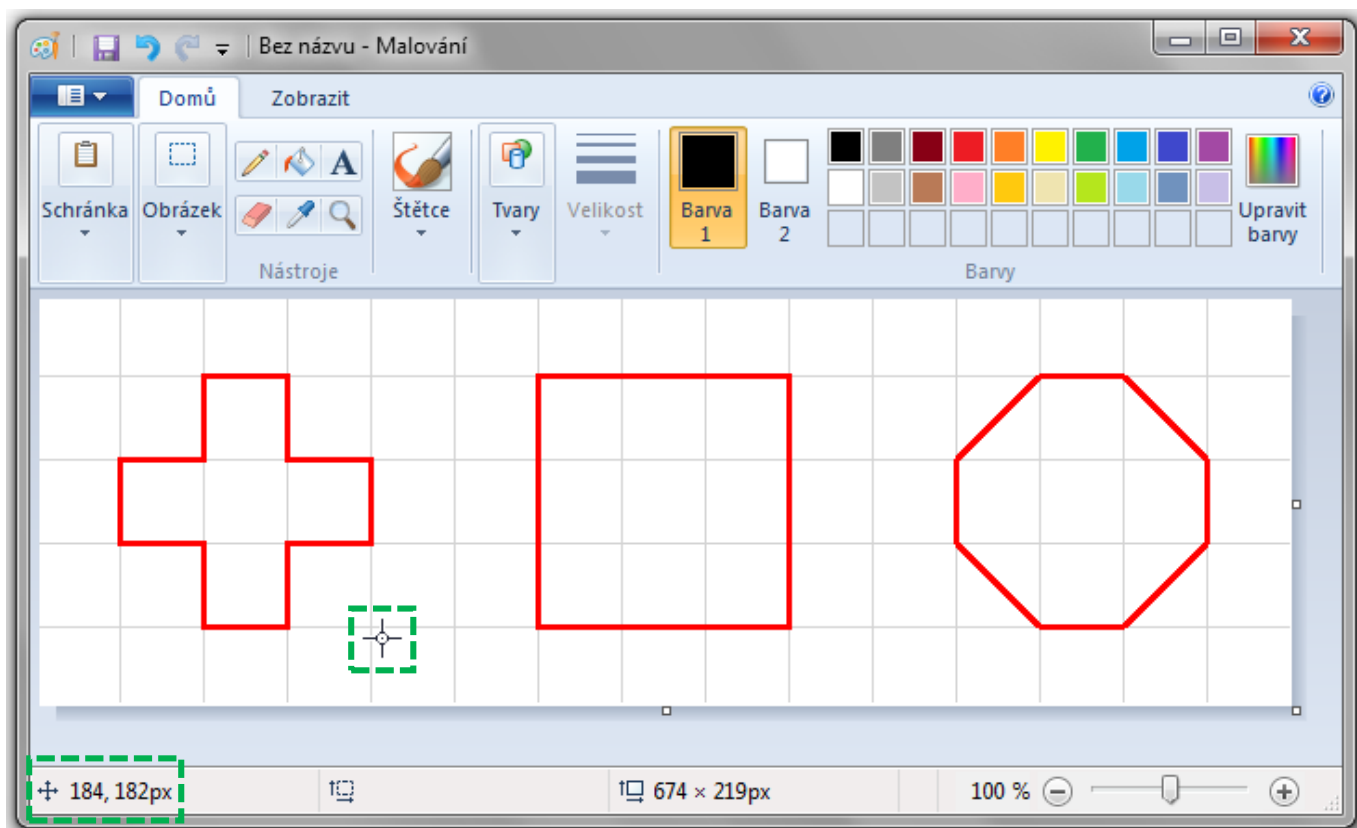 Bez názvu - Malování
Domů Zobrazit
A
Schránka Obrázek Štětce Tvary Velikost Barva 1 Barva 2 Upravit barvy
Nástroje Barvy
184, 182px 674 × 219px 100 %